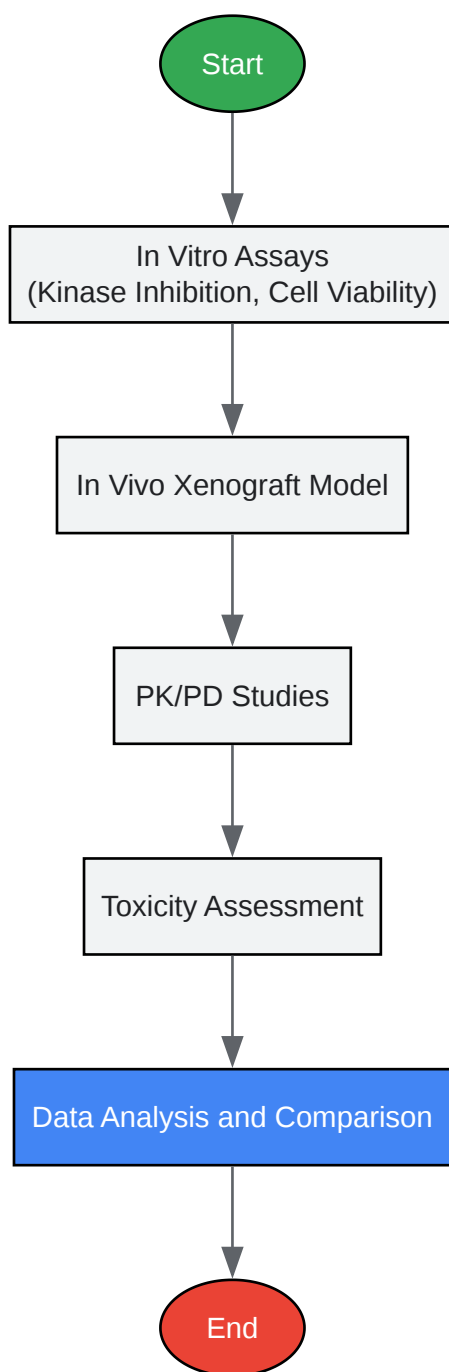 Start
In Vitro Assays
(Kinase Inhibition, Cell Viability)
In Vivo Xenograft Model
PK/PD Studies
Toxicity Assessment
Data Analysis and Comparison
End